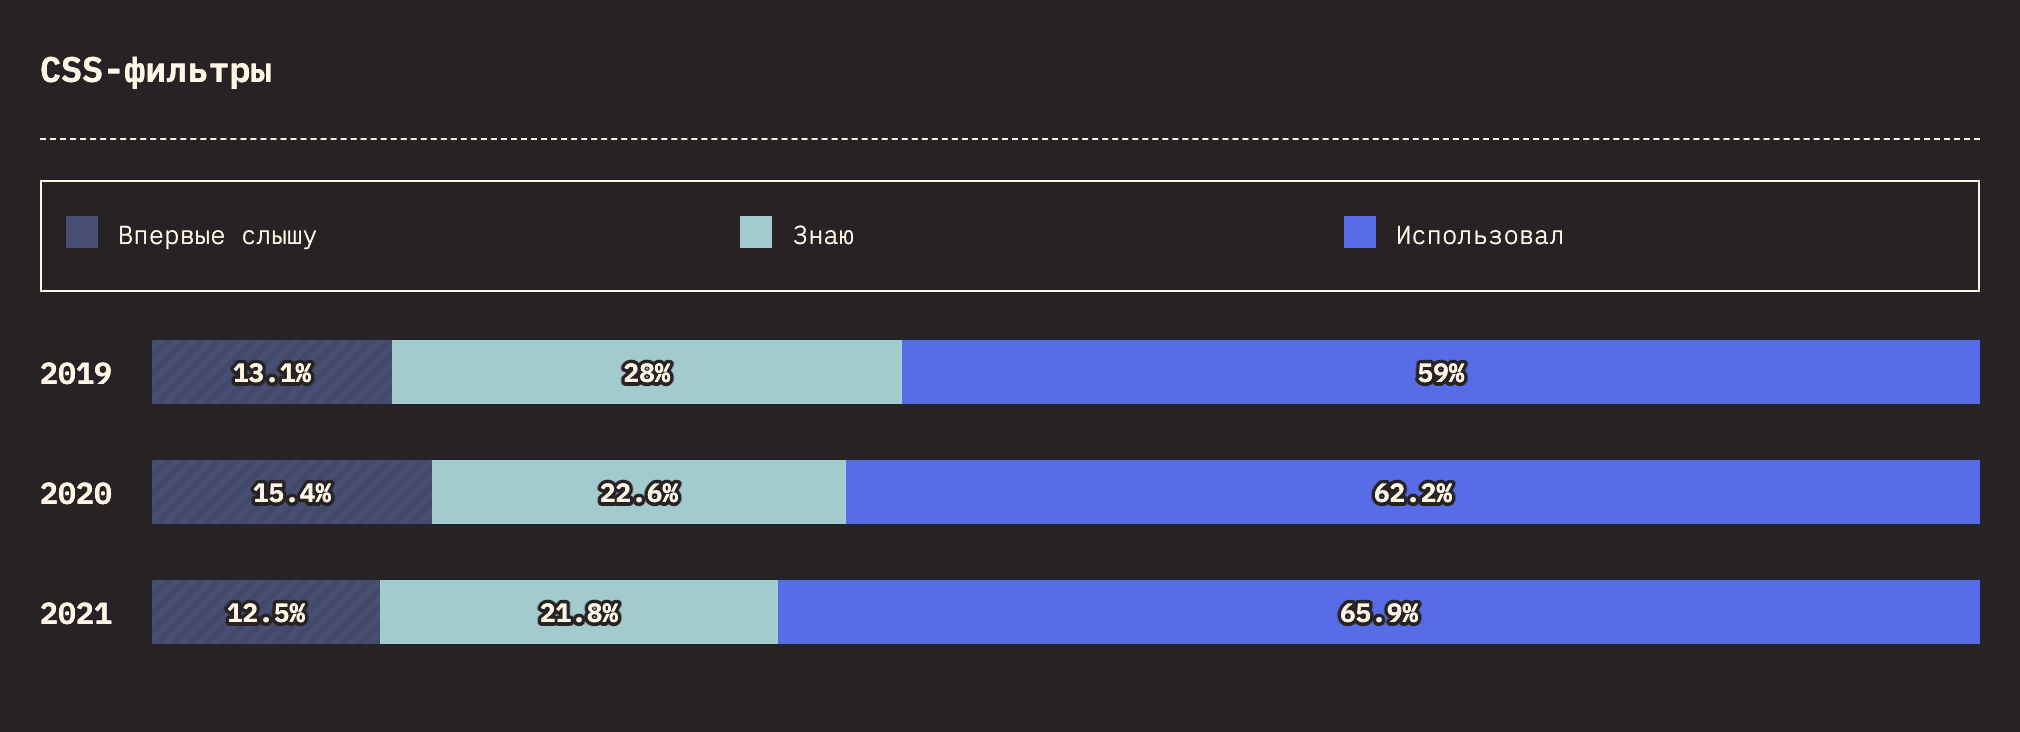 CSS-фильтры
Впервые слышу Знаю Использовал
2019 13.1% 28% 59%
2020 15.4% 22.6% 62.2%
2021 12.5% 21.8% 65.9%